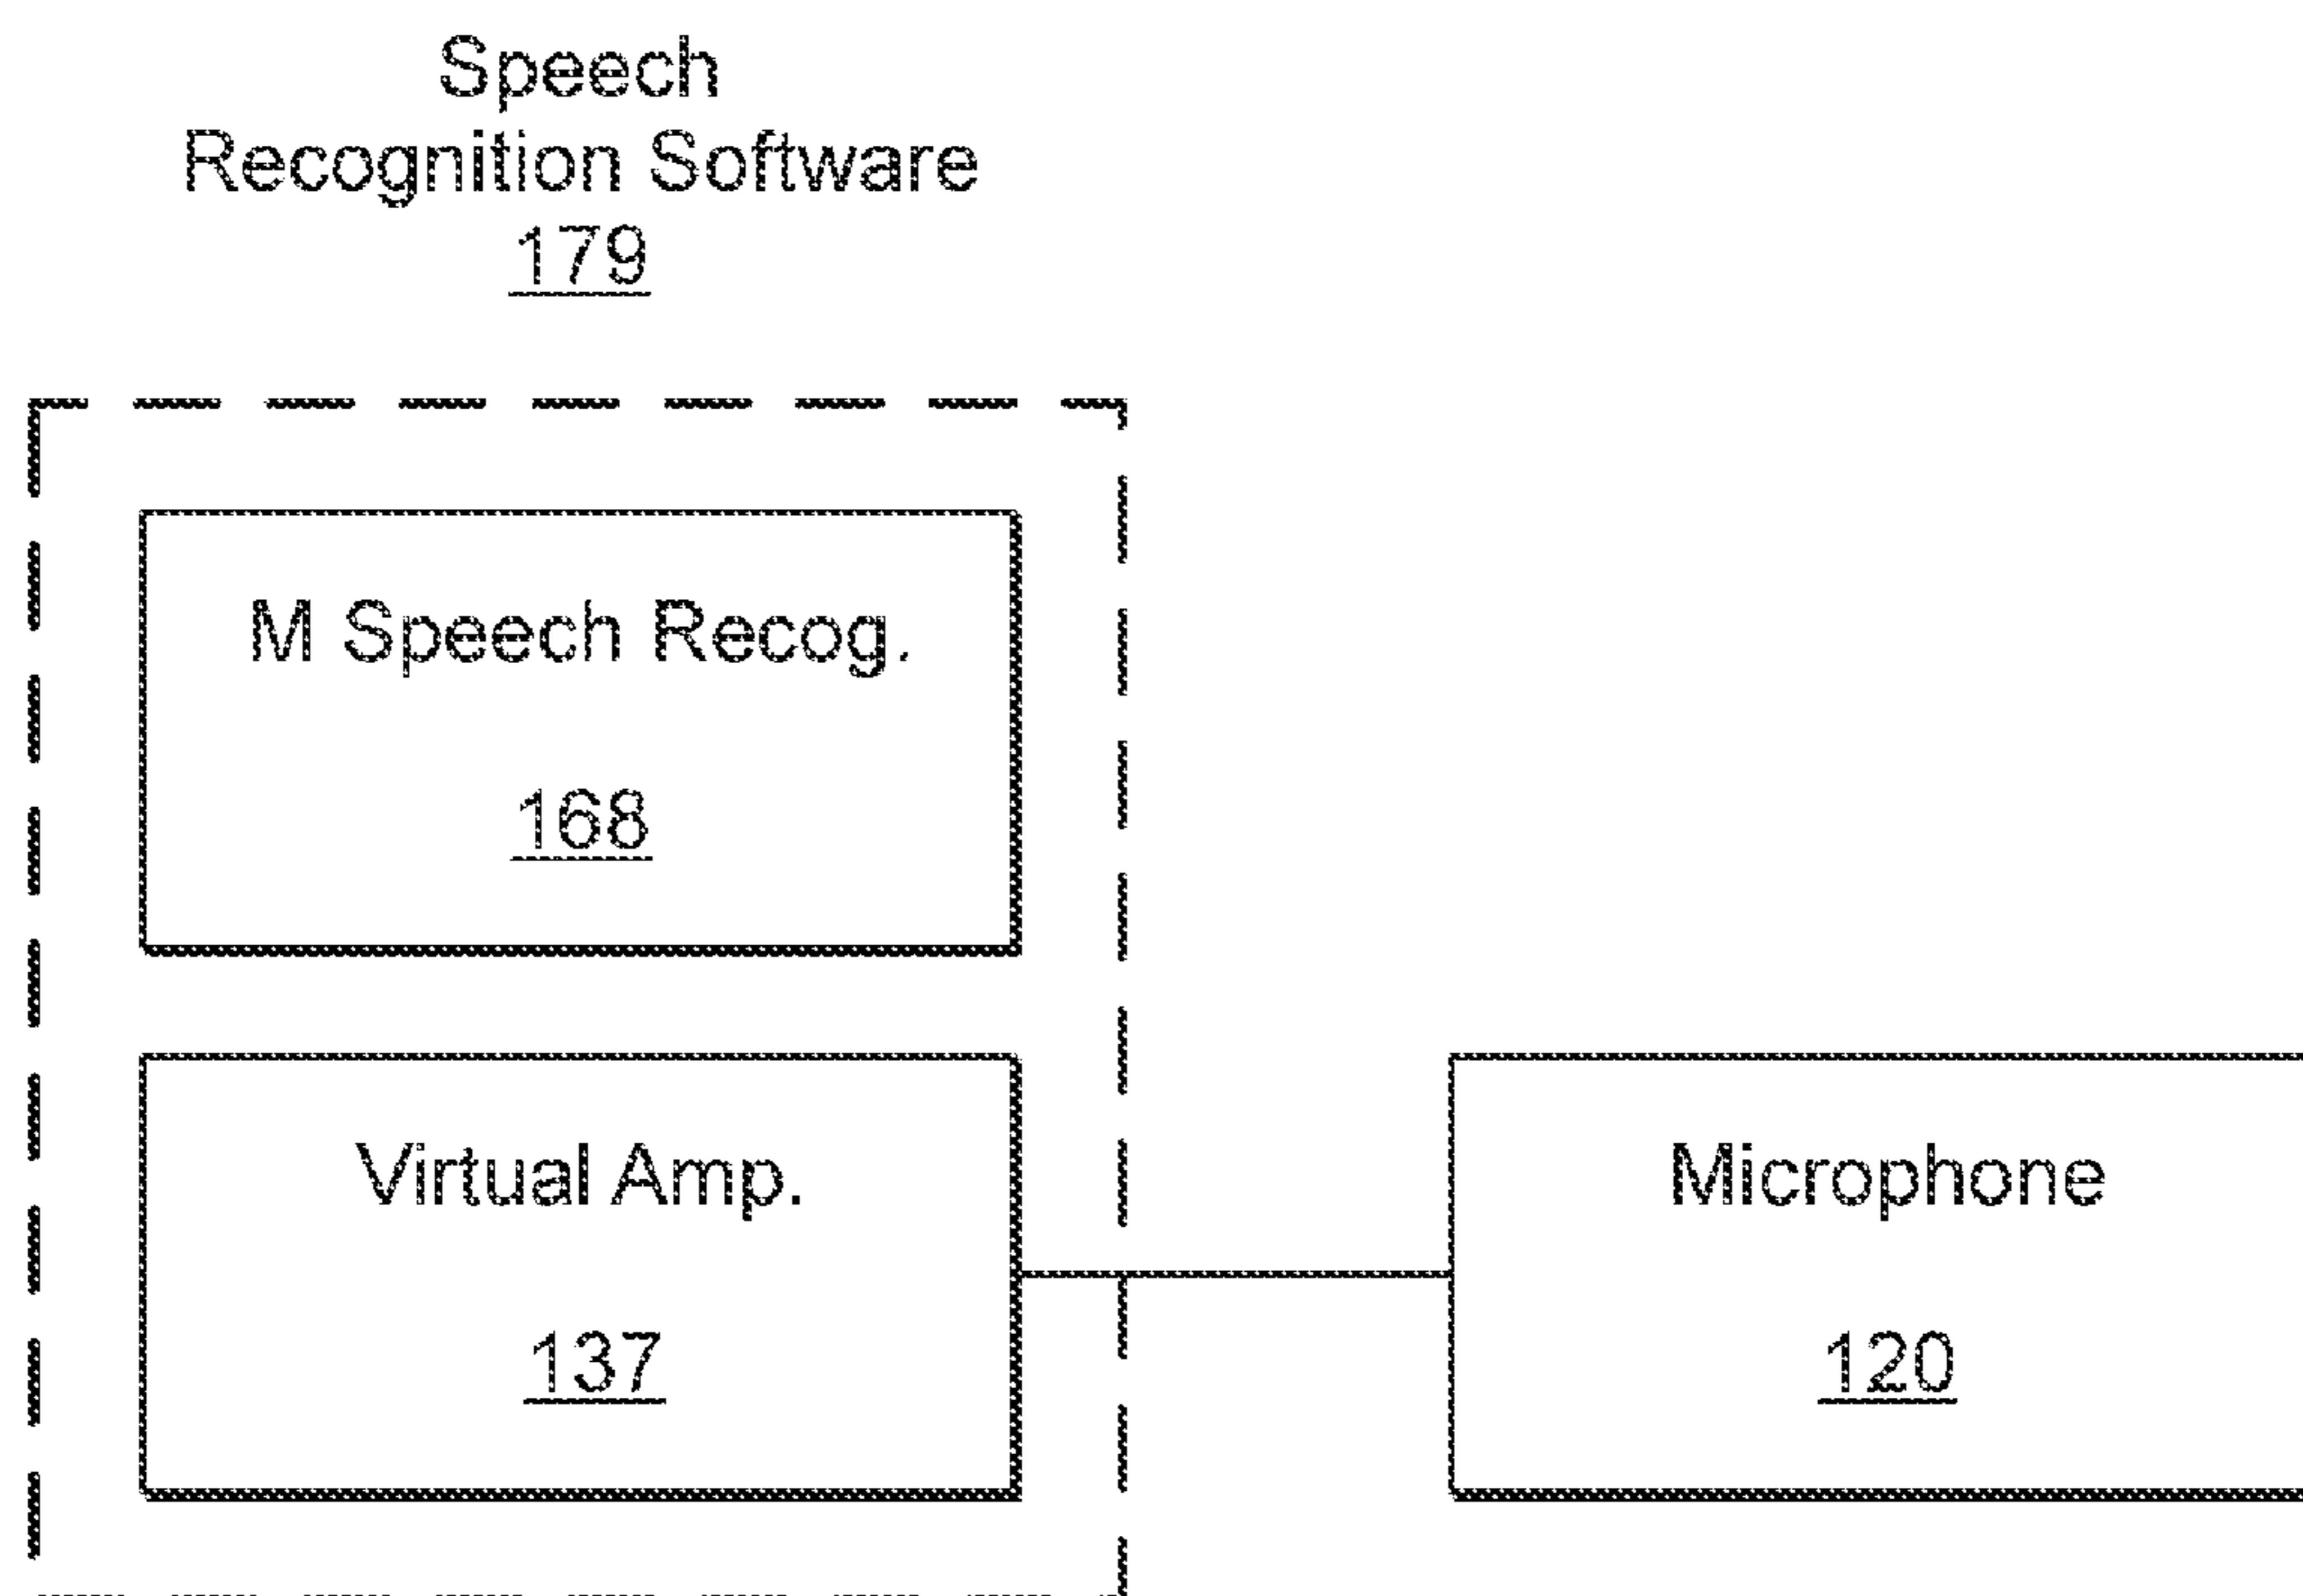 Speech
Recognition Software
179
M Speech Recog.
168
Virtual Amp.
137
Microphone
120